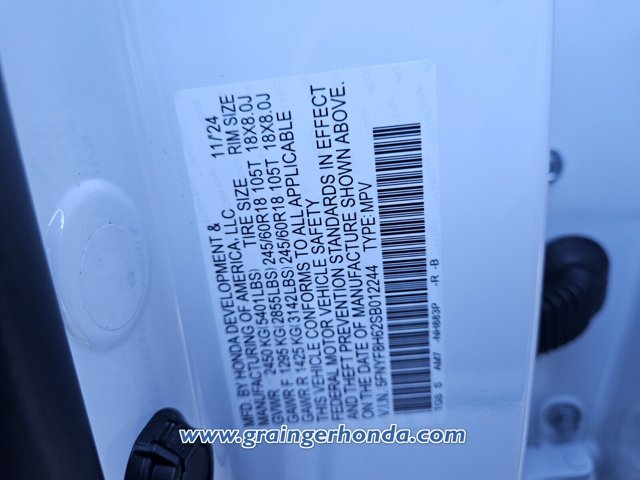 MFD. BY HONDA DEVELOPMENT & 11/24
MANUFACTURING OF AMERICA, LLC TIRE SIZE RIM SIZE
GVWR 2450 KG(5401LBS)
GAWR F 1295 KG(2855LBS) 245/60R18 105T 18X8.0J
GAWR R 1425 KG(3142LBS) 245/60R18 105T 18X8.0J
THIS VEHICLE CONFORMS TO ALL APPLICABLE
FEDERAL MOTOR VEHICLE SAFETY
AND THEFT PREVENTION STANDARDS IN EFFECT
ON THE DATE OF MANUFACTURE SHOWN ABOVE.
V.I.N. 5FNYF8H62SB012244 TYPE:MPV
TG6 S AM7 -NH883P -R -B
www.graingerhonda.com